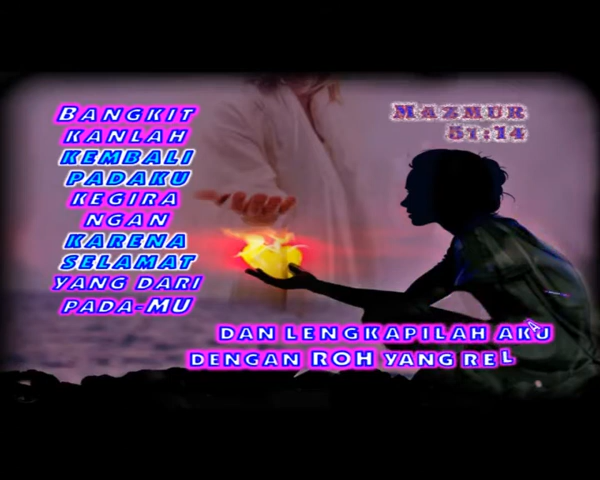 BANGKIT
KANLAH
KEMBALI
PADAKU
KEGIRA
NGAN
KARENA
SELAMAT
YANG DARI
PADA-MU
MAZMUR
51:14
DAN LENGKAPILAH AKU
DENGAN ROH YANG REL